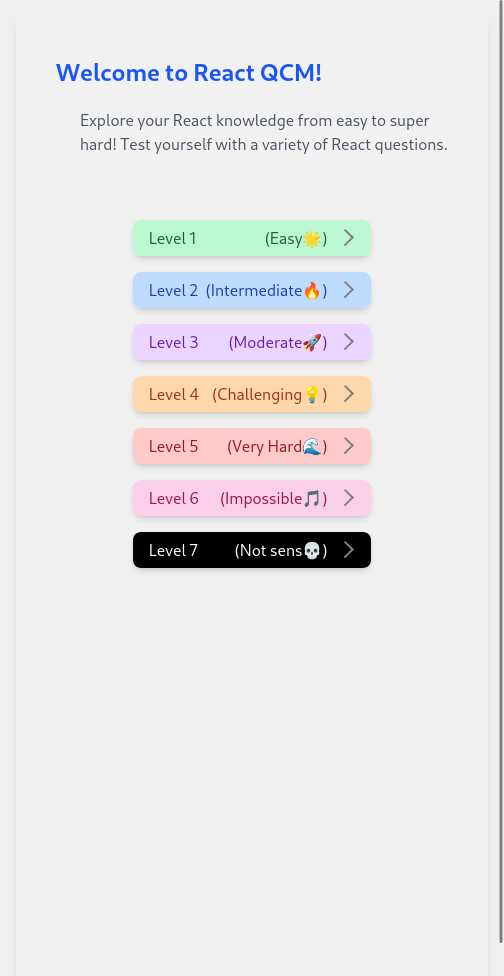 Welcome to React QCM!
Explore your React knowledge from easy to super
hard! Test yourself with a variety of React questions.
Level 1 (Easy🌟)
Level 2 (Intermediate🔥)
Level 3 (Moderate🚀)
Level 4 (Challenging💡)
Level 5 (Very Hard🌊)
Level 6 (Impossible🎵)
Level 7 (Not sens💀)